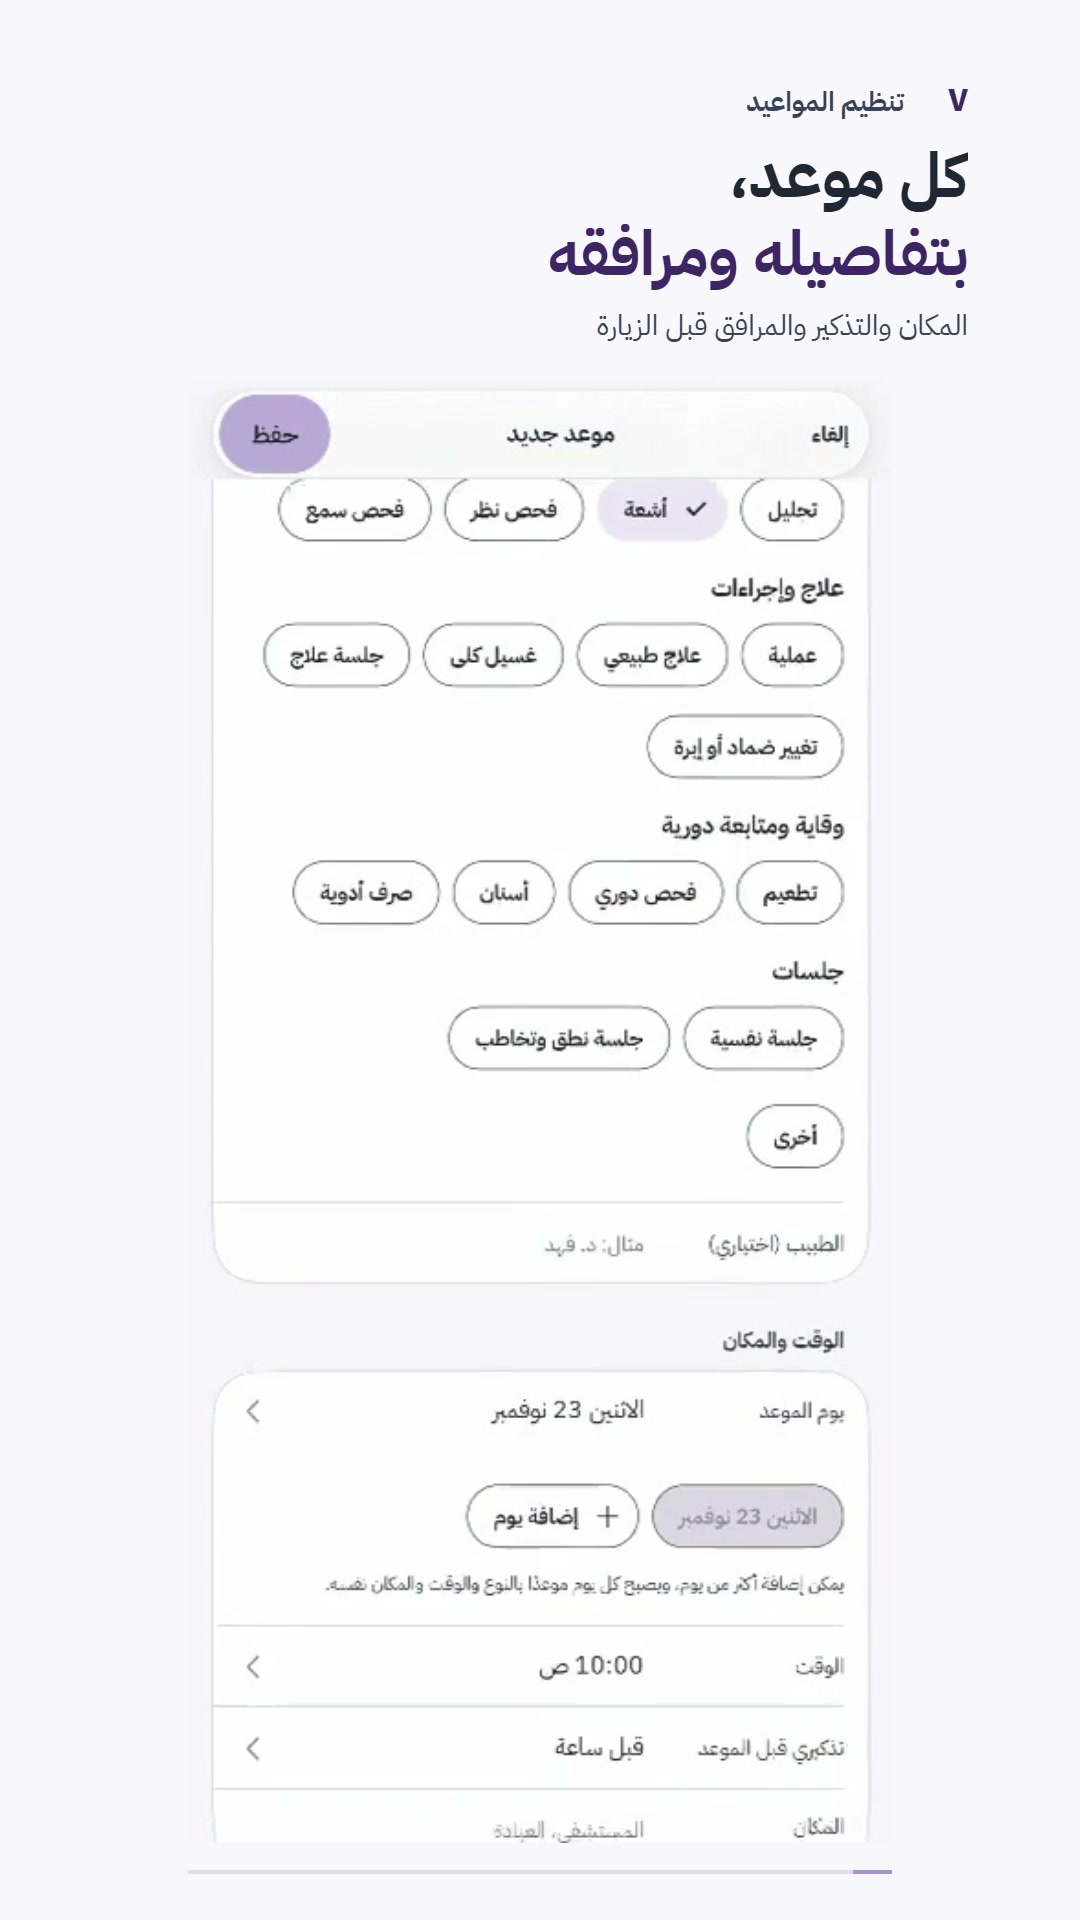 ٧ تنظيم المواعيد
كل موعد،
بتفاصيله ومرافقه
المكان والتذكير والمرافق قبل الزيارة
إلغاء موعد جديد حفظ
تحليل أشعة فحص نظر فحص سمع
علاج وإجراءات
عملية علاج طبيعي غسيل كلى جلسة علاج
تغيير ضماد أو إبرة
وقاية ومتابعة دورية
تطعيم فحص دوري أسنان صرف أدوية
جلسات
جلسة نفسية جلسة نطق وتخاطب
أخرى
الطبيب (اختياري) مثال: د. فهد
الوقت والمكان
يوم الموعد الاثنين 23 نوفمبر
الاثنين 23 نوفمبر إضافة يوم
يمكن إضافة أكثر من يوم، ويصبح كل يوم موعدًا بالنوع والوقت والمكان نفسه.
الوقت 10:00 ص
تذكيري قبل الموعد قبل ساعة
المكان المستشفى، العيادة